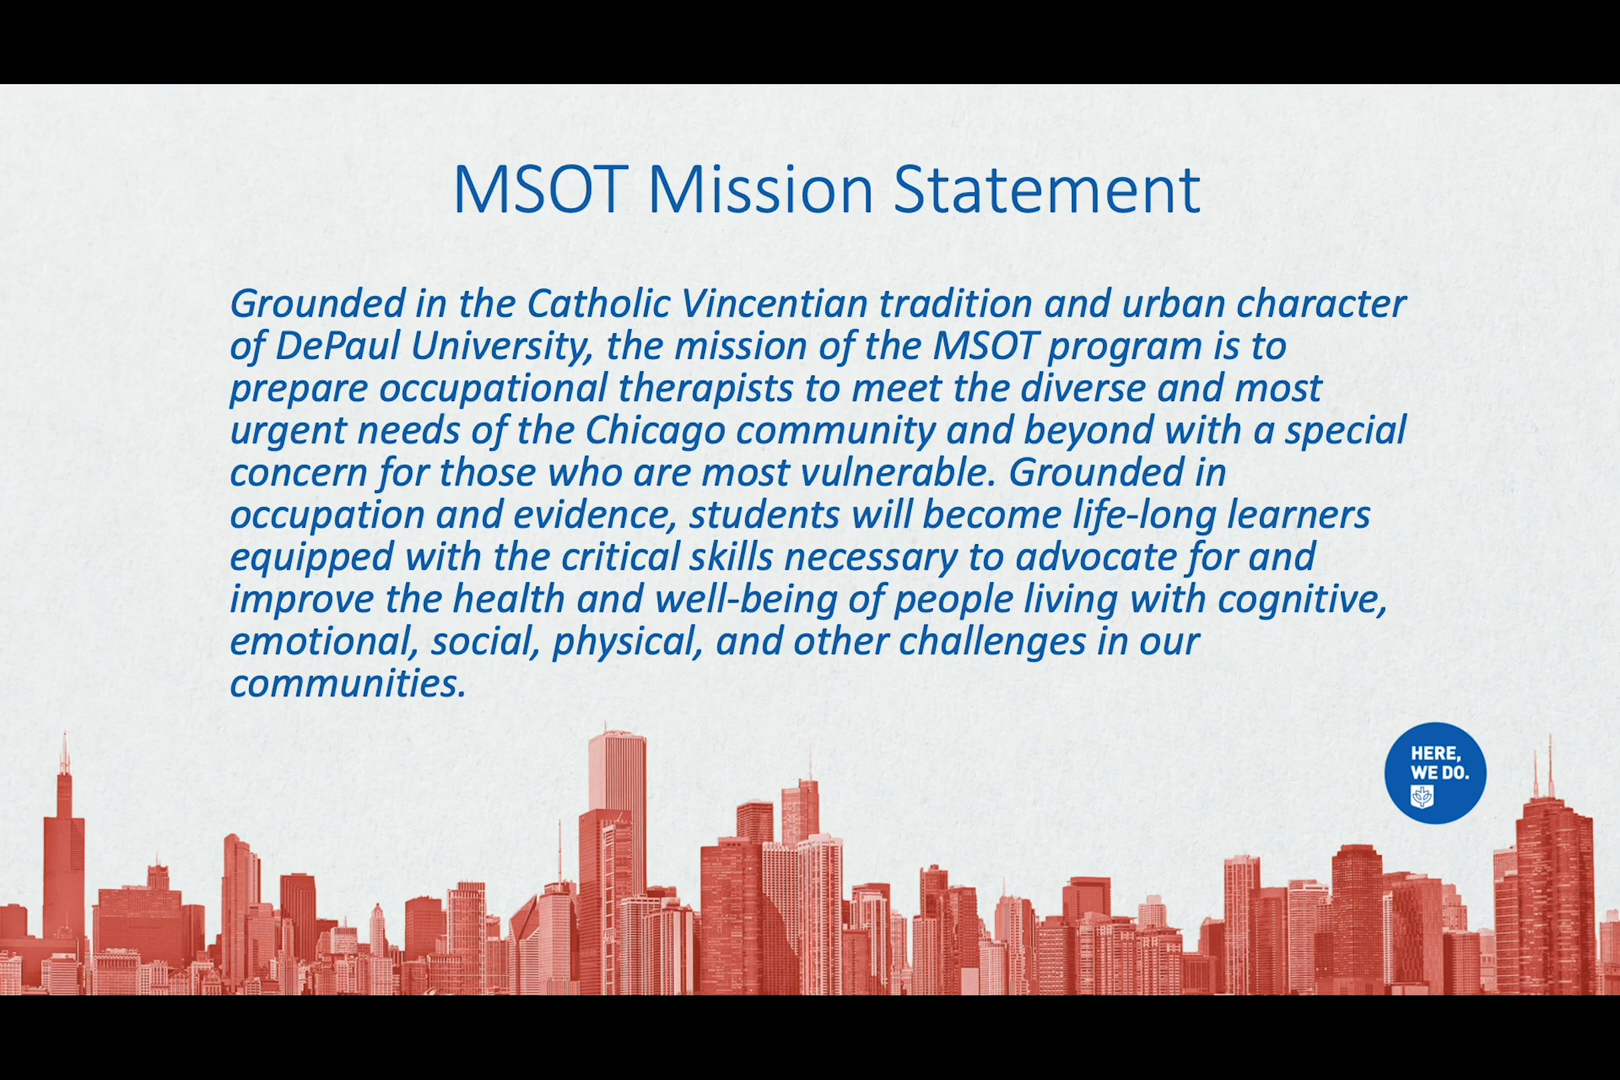 MSOT Mission Statement
Grounded in the Catholic Vincentian tradition and urban character
of DePaul University, the mission of the MSOT program is to
prepare occupational therapists to meet the diverse and most
urgent needs of the Chicago community and beyond with a special
concern for those who are most vulnerable. Grounded in
occupation and evidence, students will become life-long learners
equipped with the critical skills necessary to advocate for and
improve the health and well-being of people living with cognitive,
emotional, social, physical, and other challenges in our
communities.
HERE,
WE DO.